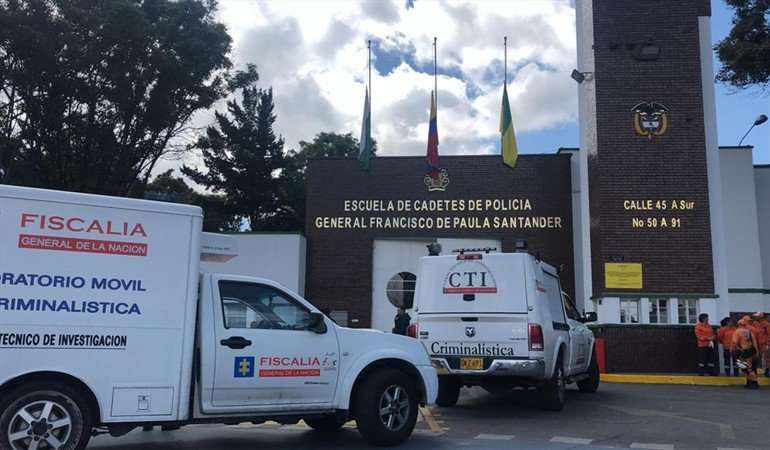 ESCUELA DE CADETES DE POLICIA
GENERAL FRANCISCO DE PAULA SANTANDER
CALLE 45 A Sur
No 50 A 91
FISCALIA
GENERAL DE LA NACION
ORATORIO MOVIL
CRIMINALISTICA
TECNICO DE INVESTIGACION
FISCALIA
GENERAL DE LA NACION
CTI
Criminalística